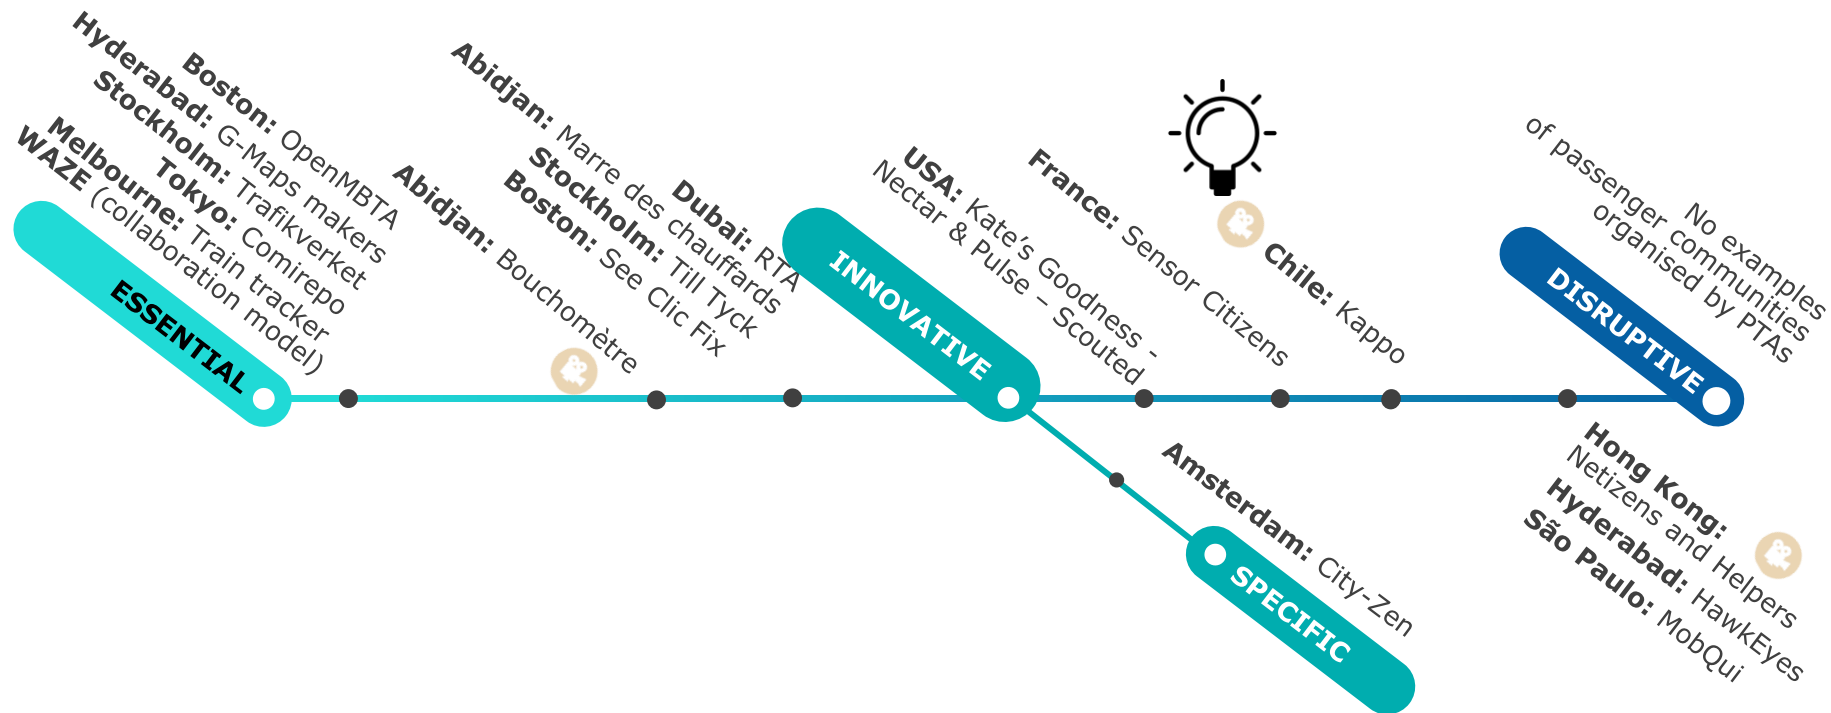 Boston: OpenMBTA
Hyderabad: G-Maps makers
Stockholm: Trafikverket
Tokyo: Comirepo
Melbourne: Train tracker
WAZE (collaboration model)
ESSENTIAL
Abidjan: Bouchomètre
Dubai: RTA
Abidjan: Marre des chauffards
Stockholm: Till Tyck
Boston: See Clic Fix
INNOVATIVE
USA: Kate’s Goodness -
Nectar & Pulse – Scouted
France: Sensor Citizens
Chile: Kappo
No examples
of passenger communities
organised by PTAs
DISRUPTIVE
Hong Kong:
Netizens and Helpers
Hyderabad: HawkEyes
São Paulo: MobQui
Amsterdam: City-Zen
SPECIFIC